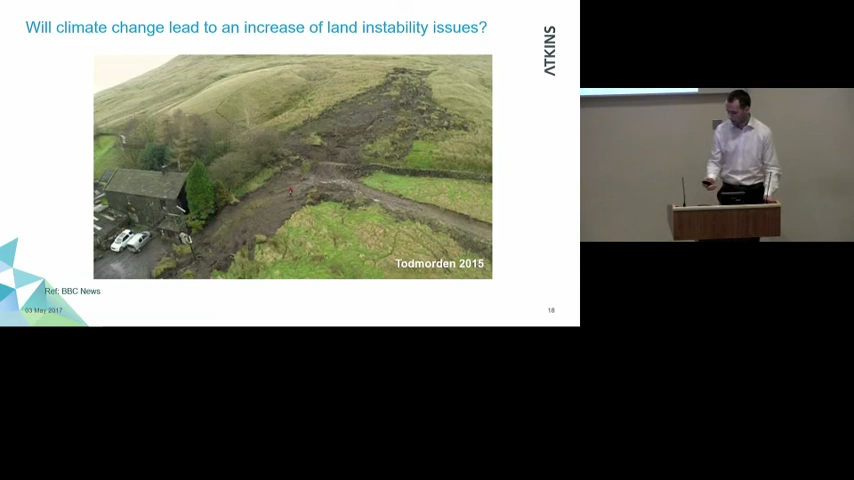 Will climate change lead to an increase of land instability issues?
ATKINS
Todmorden 2015
Ref; BBC News
03 May 2017
18